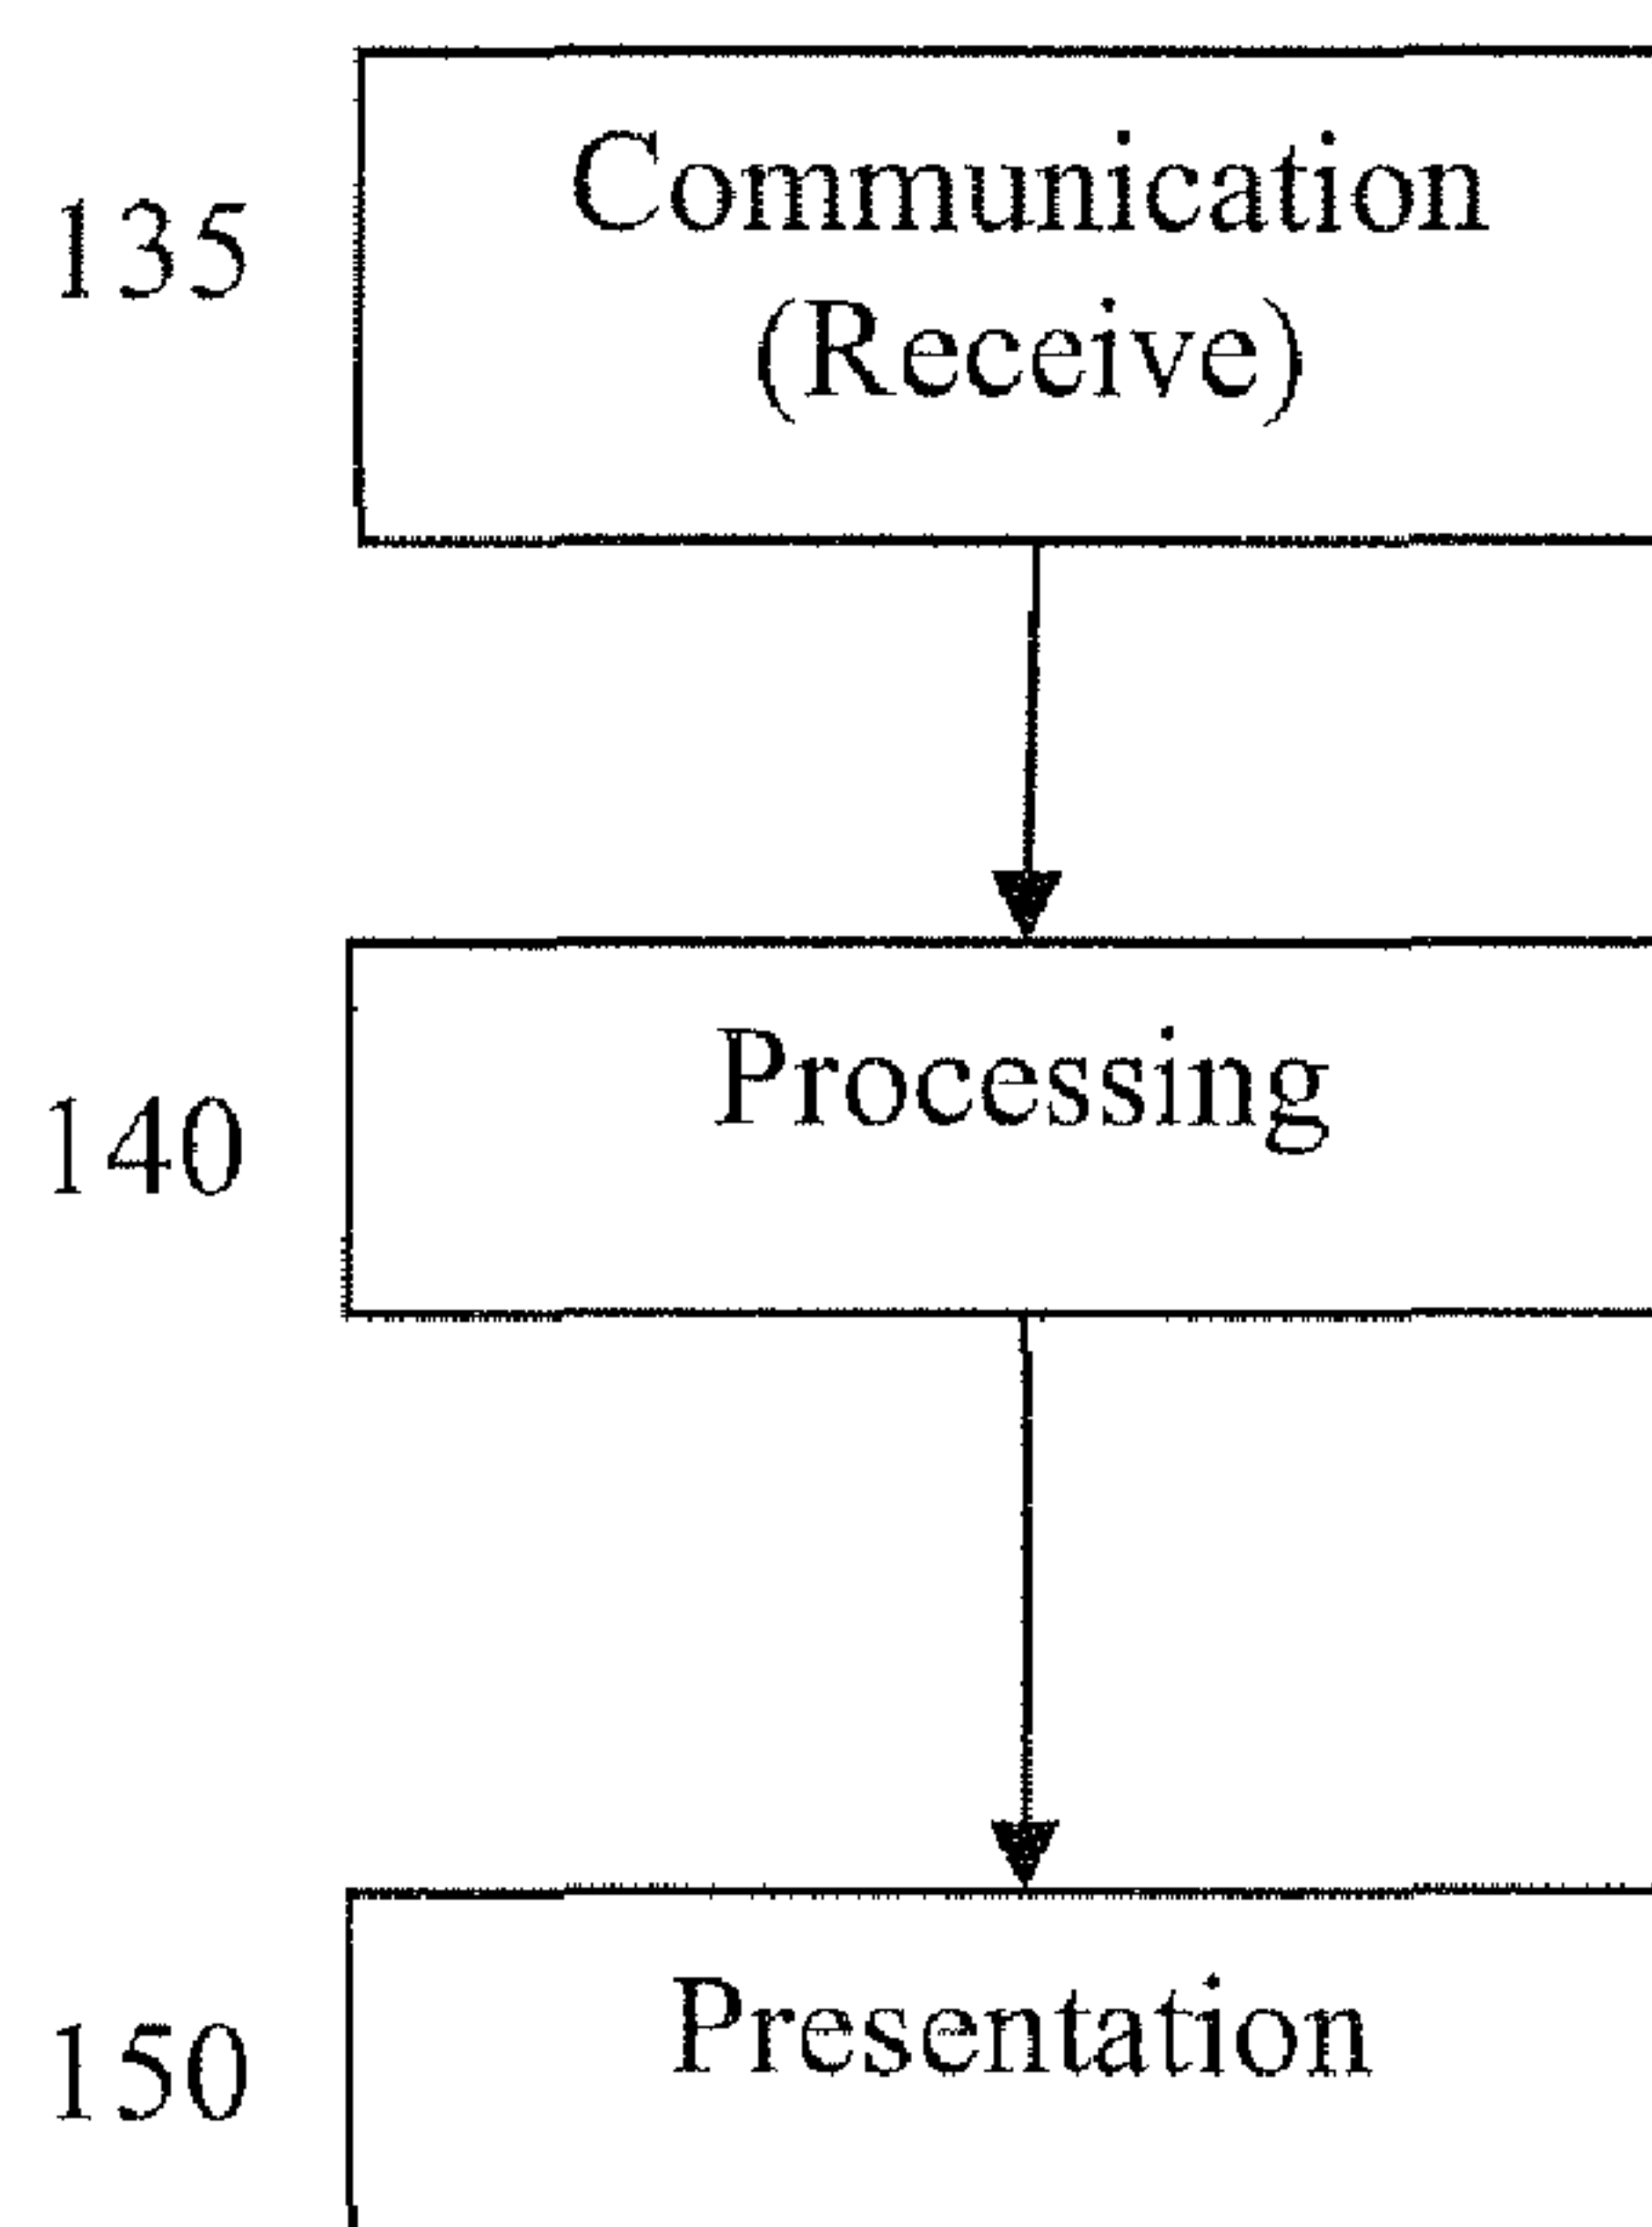 Communication
135
(Receive)
Processing
140
Presentation
150